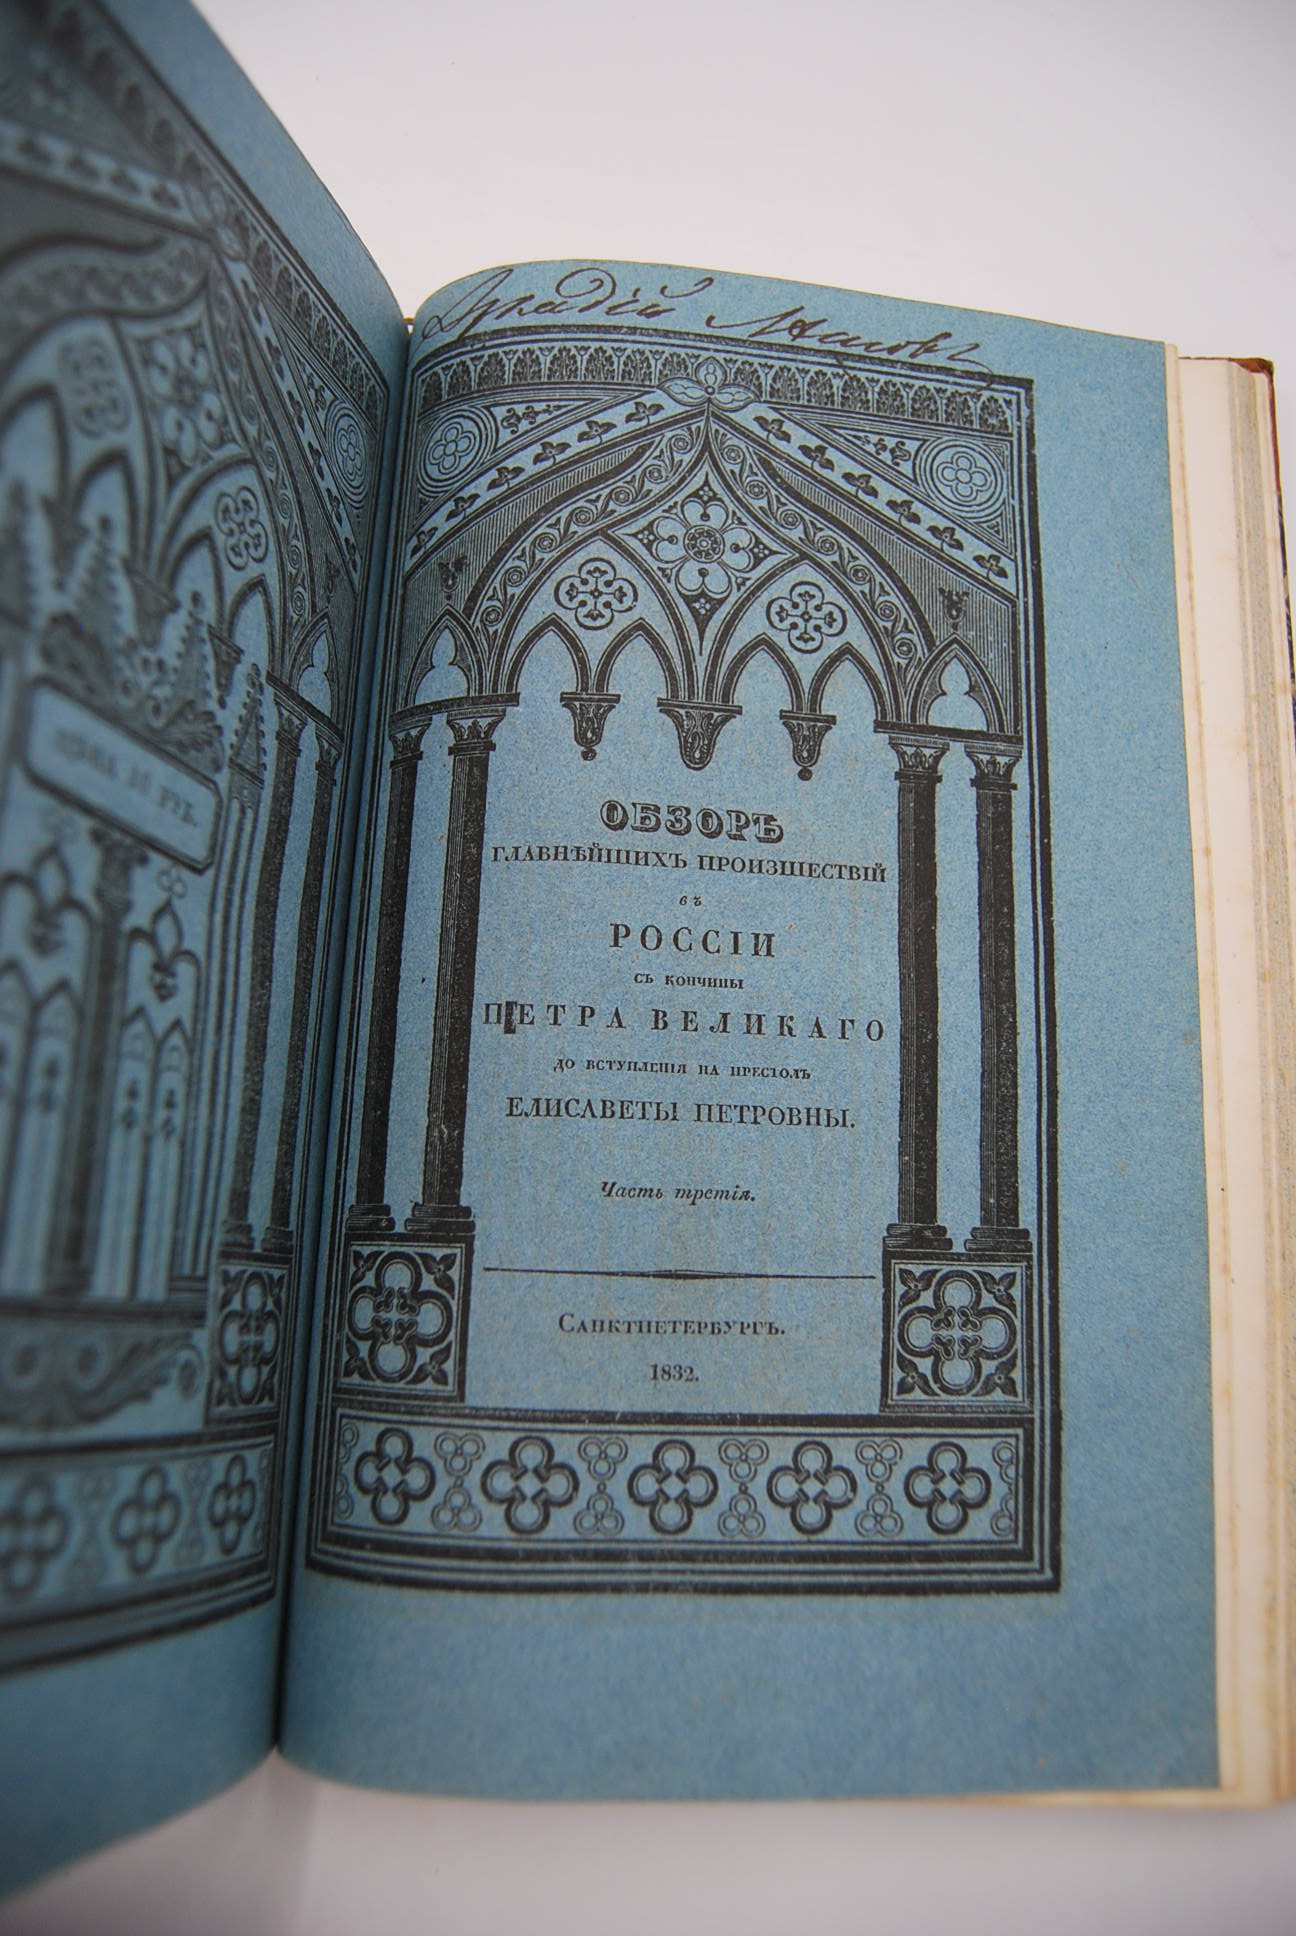 Аркадій
ОБЗОРЪ
ГЛАВНѢЙШИХЪ ПРОИЗШЕСТВІЙ
въ
РОССІИ
СЪ КОНЧИНЫ
ПЕТРА ВЕЛИКАГО
ДО ВСТУПЛЕНІЯ НА ПРЕСТОЛЪ
ЕЛИСАВЕТЫ ПЕТРОВНЫ.
Часть третія.
САНКТПЕТЕРБУРГЪ.
1832.